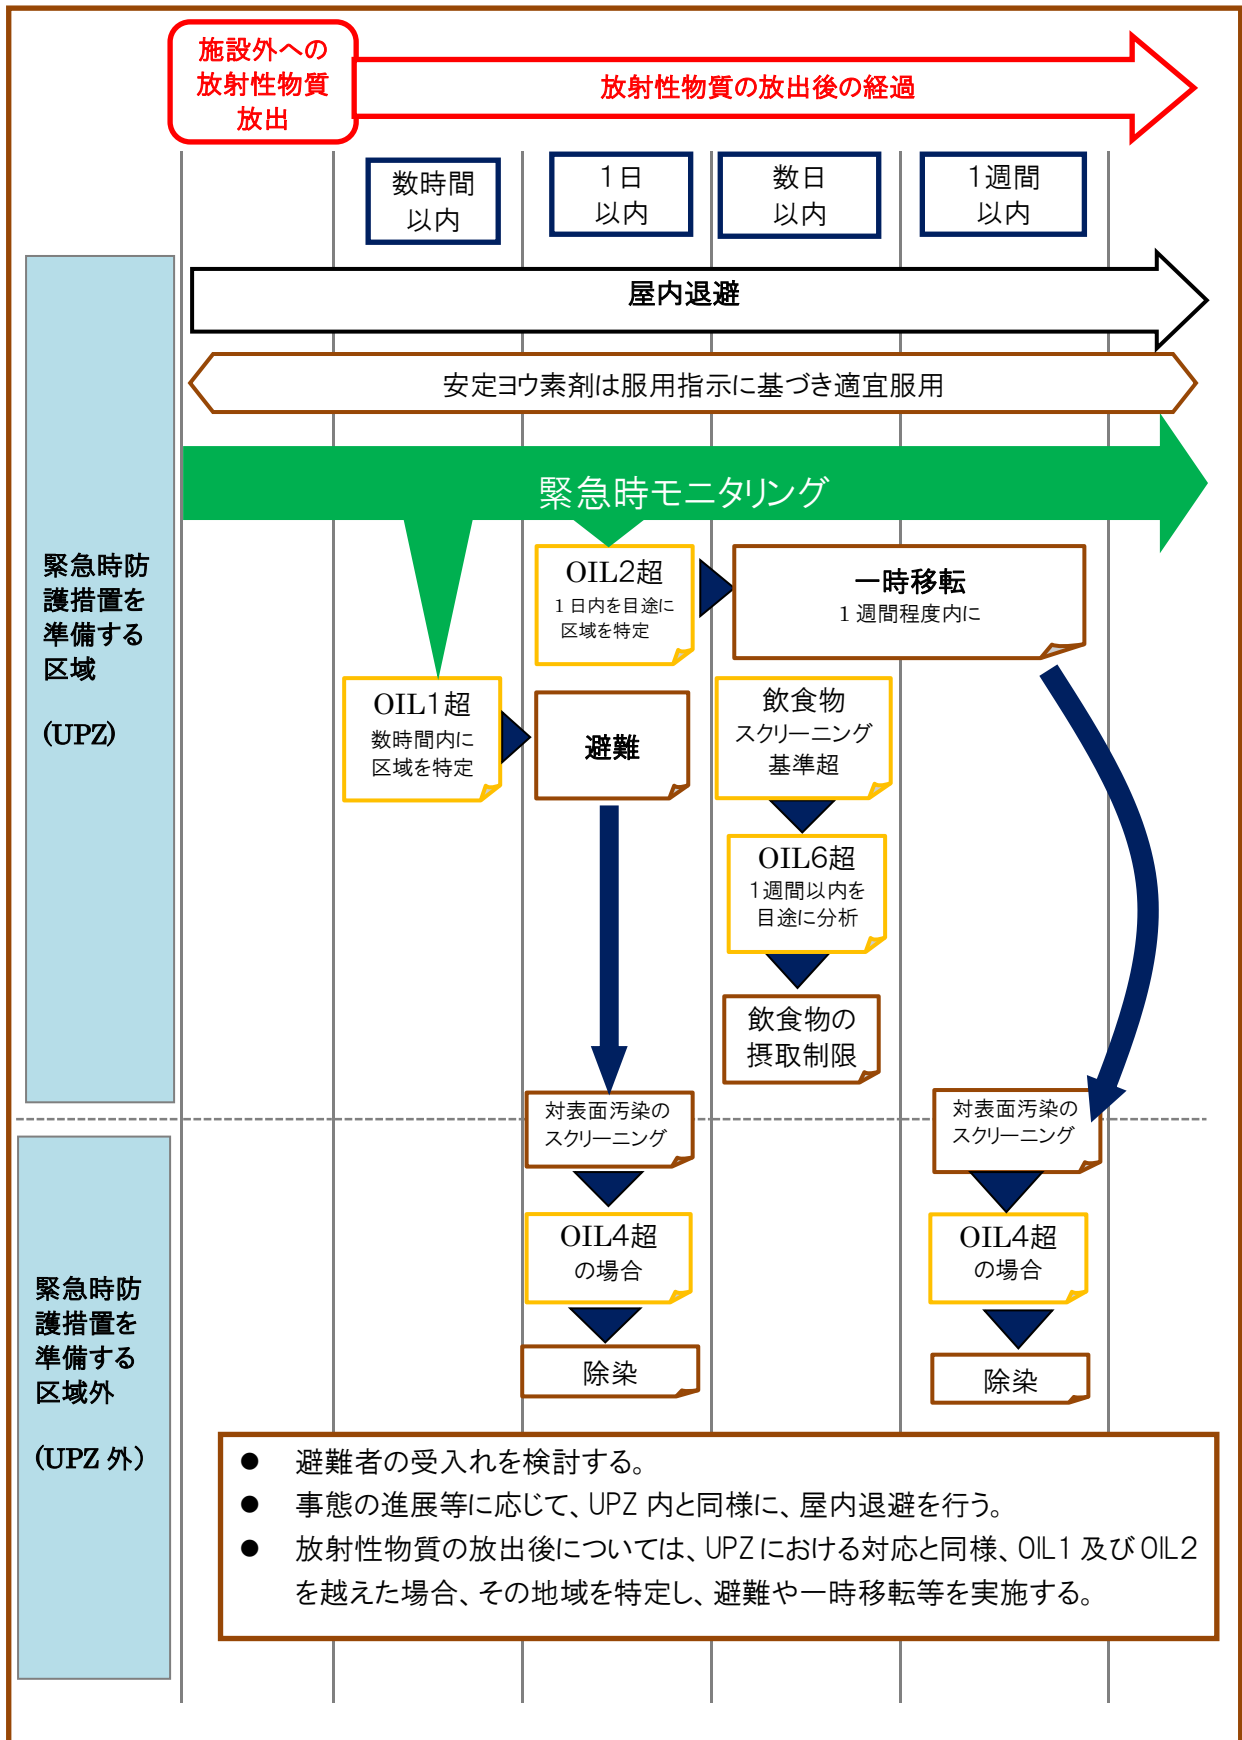 施設外への
放射性物質
放出
放射性物質の放出後の経過
数時間
以内
1日
以内
数日
以内
1週間
以内
屋内退避
安定ヨウ素剤は服用指示に基づき適宜服用
緊急時モニタリング
緊急時防
護措置を
準備する
区域
(UPZ)
OIL2超
1日内を目途に
区域を特定
一時移転
1週間程度内に
OIL1超
数時間内に
区域を特定
避難
飲食物
スクリーニング
基準超
OIL6超
1週間以内を
目途に分析
飲食物の
摂取制限
対表面汚染の
スクリーニング
対表面汚染の
スクリーニング
緊急時防
護措置を
準備する
区域外
(UPZ 外)
OIL4超
の場合
OIL4超
の場合
除染
除染
● 避難者の受入れを検討する。
● 事態の進展等に応じて、UPZ 内と同様に、屋内退避を行う。
● 放射性物質の放出後については、UPZにおける対応と同様、OIL1 及びOIL2
を越えた場合、その地域を特定し、避難や一時移転等を実施する。